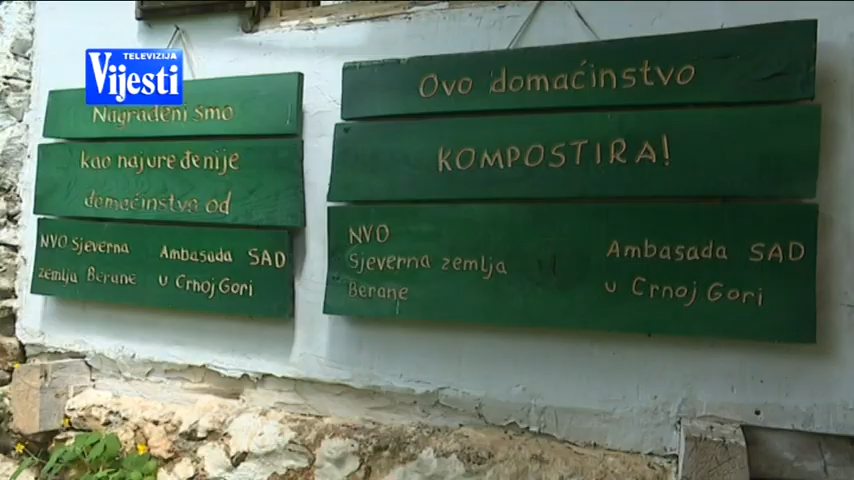 TELEVIZIJA
Vijesti
Nagrađeni smo
kao najuređenije
domaćinstvo od
NVO Sjeverna
zemlja Berane
Ambasada SAD
u Crnoj Gori
Ovo domaćinstvo
KOMPOSTIRA!
NVO
Sjeverna zemlja
Berane
Ambasada SAD
u Crnoj Gori